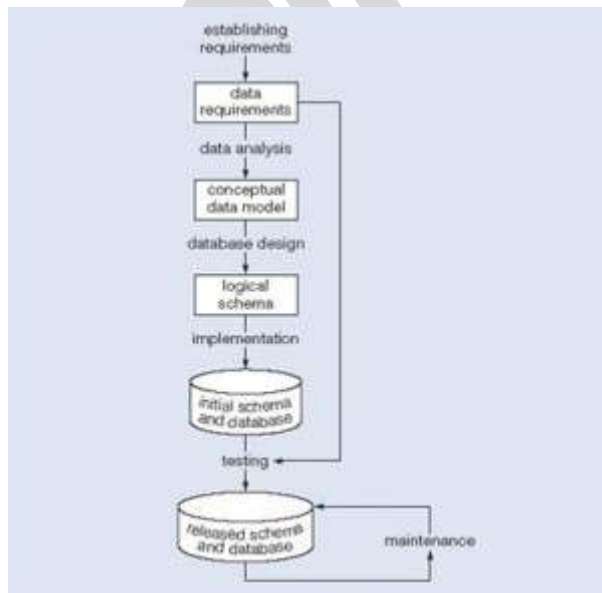 establishing
requirements
data
requirements
data analysis
conceptual
data model
database design
logical
schema
implementation
initial schema
and database
testing
released schema
and database
maintenance